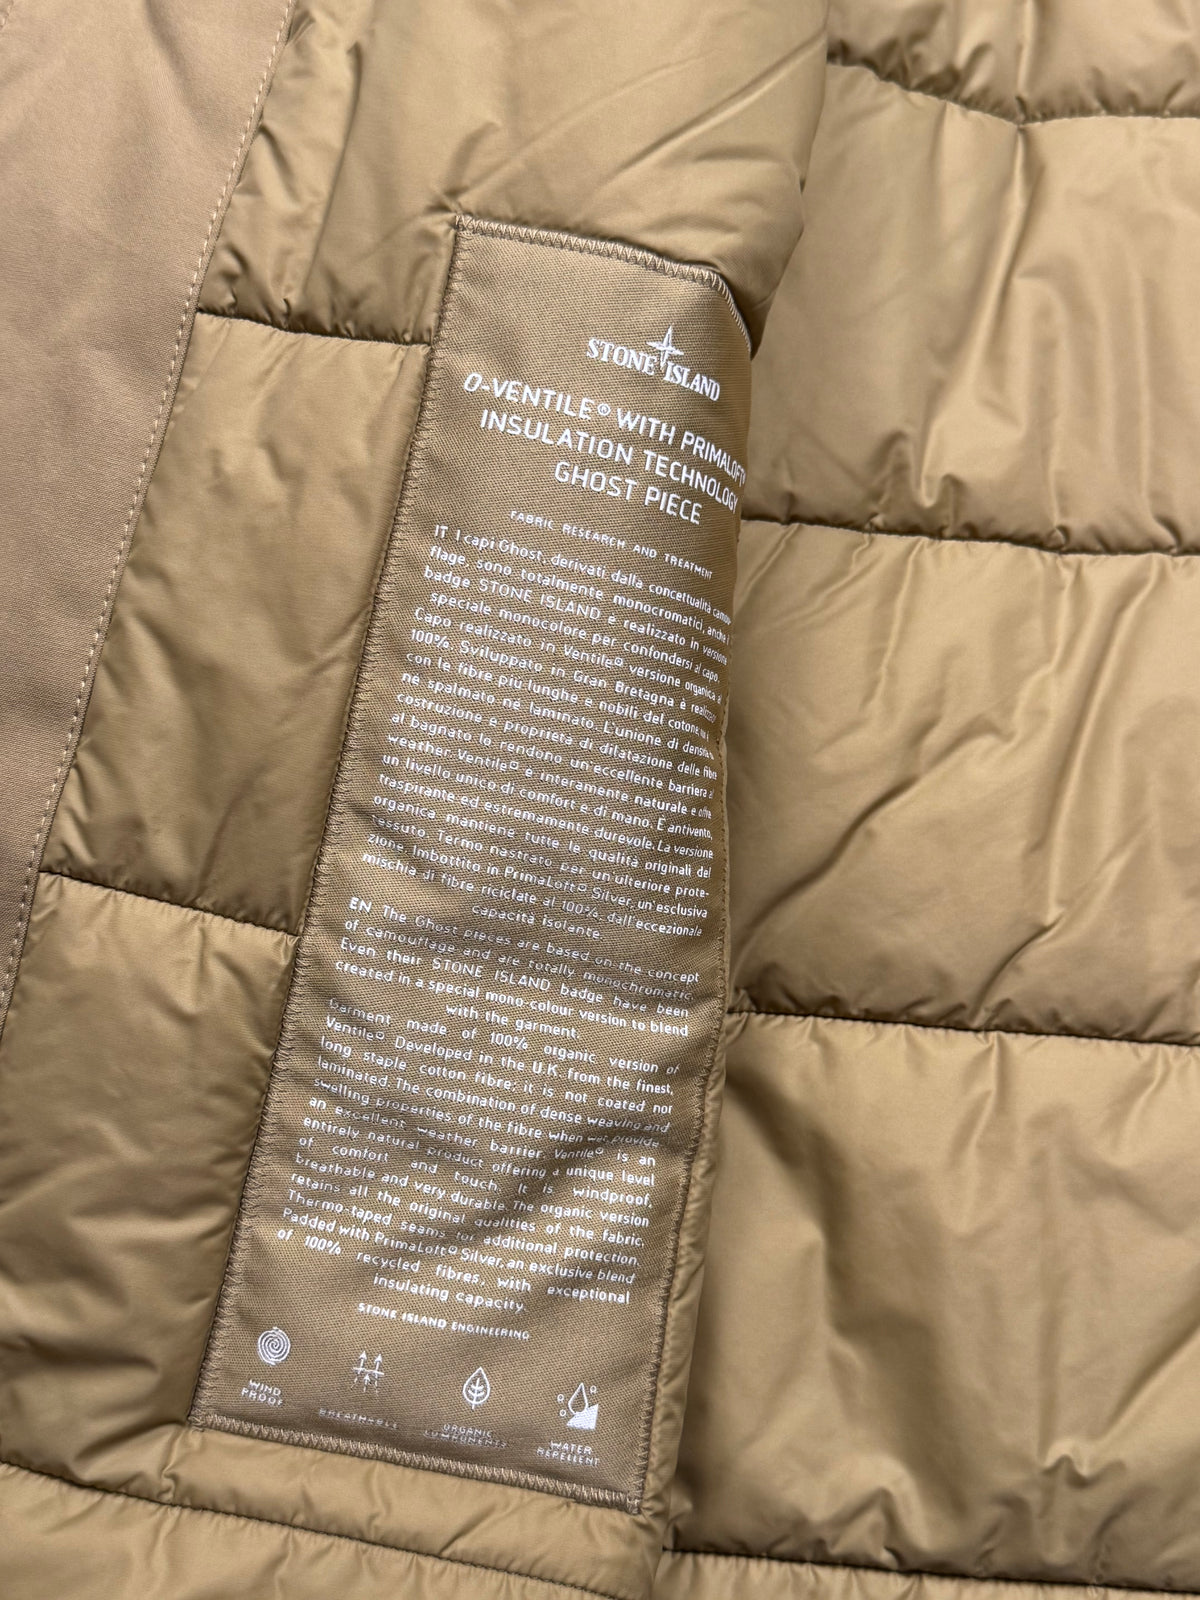 STONE ISLAND
O-VENTILE® WITH PRIMALOFT®
INSULATION TECHNOLOGY
GHOST PIECE
FABRIC RESEARCH AND TREATMENT
IT I capi Ghost, derivati dalla concettualità
flage, sono totalmente monocromatici, anche i
badge STONE ISLAND è realizzato in versione
speciale monocolore per confondersi al capo.
Capo realizzato in Ventile® versione organica al
100%. Sviluppato in Gran Bretagna è
con le fibre più lunghe e nobili del cotone,
né spalmato né laminato. L'unione di
costruzione e proprietà di dilatazione delle fibre
al bagnato lo rendono un'eccellente barriera al
weather. Ventile® è interamente naturale e offre
un livello unico di comfort e di mano. È antivento,
traspirante ed estremamente durevole. La versione
organica mantiene tutte le qualità originali del
tessuto. Termo nastrato per un'ulteriore prote-
zione. Imbottito in PrimaLoft® Silver, un'esclusiva
mischia di fibre riciclate al 100%, dall'eccezionale
capacità isolante.
EN The Ghost pieces are based on the concept
of camouflage and are totally monochromatic.
Even their STONE ISLAND badge have been
created in a special mono-colour version to blend
with the garment.
Garment made of 100% organic version of
Ventile®. Developed in the U.K. from the finest,
long staple cotton fibre; it is not coated nor
laminated. The combination of dense weaving and
swelling properties of the fibre when wet provide
an excellent weather barrier. Ventile® is an
entirely natural product offering a unique level
of comfort and touch. It is windproof,
breathable and very durable. The organic version
retains all the original qualities of the fabric.
Thermo-taped seams for additional protection.
Padded with PrimaLoft® Silver, an exclusive blend
of 100% recycled fibres, with exceptional
insulating capacity.
STONE ISLAND ENGINEERING
WIND
PROOF
BREATHABLE
ORGANIC
COMPONENTS
WATER
REPELLENT